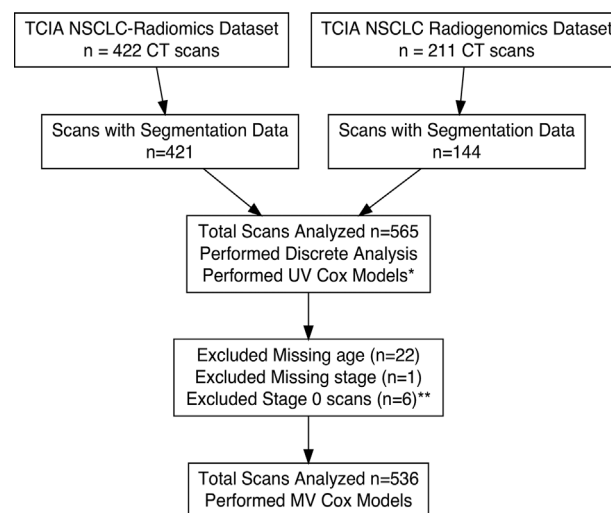 TCIA NSCLC-Radiomics Dataset
n = 422 CT scans
TCIA NSCLC Radiogenomics Dataset
n = 211 CT scans
Scans with Segmentation Data
n=421
Scans with Segmentation Data
n=144
Total Scans Analyzed n=565
Performed Discrete Analysis
Performed UV Cox Models*
Excluded Missing age (n=22)
Excluded Missing stage (n=1)
Excluded Stage 0 scans (n=6)**
Total Scans Analyzed n=536
Performed MV Cox Models